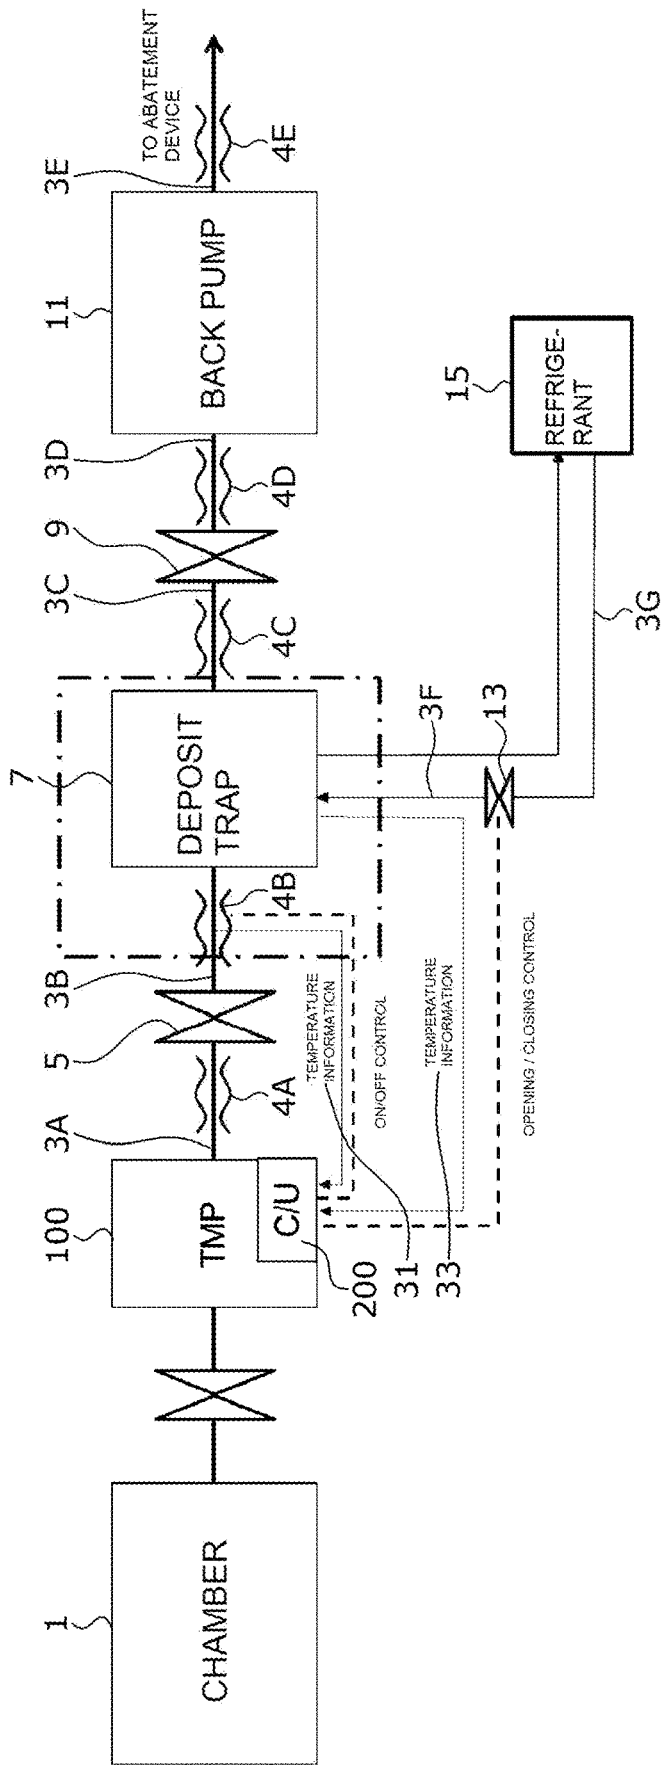 1
CHAMBER
100
TMP
C/U
200
3A
4A
5
3B
4B
7
DEPOSIT
TRAP
4C
3C
9
4D
3D
11
BACK PUMP
3E
4E
TO ABATEMENT
DEVICE
31
TEMPERATURE
INFORMATION
ON/OFF CONTROL
33
TEMPERATURE
INFORMATION
OPENING / CLOSING CONTROL
3F
13
3G
15
REFRIGE-
RANT